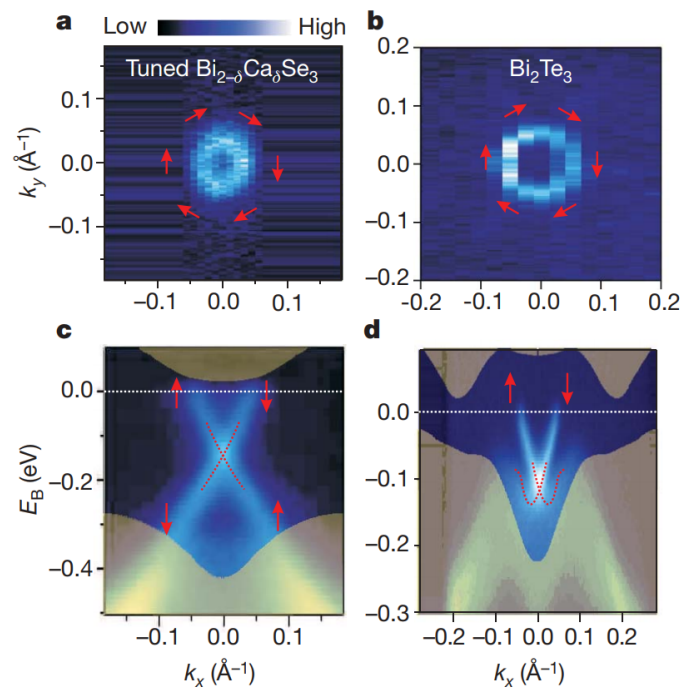 a Low High b
Tuned Bi2−δCaδSe3
Bi2Te3
0.1
0.0
−0.1
ky (Å−1)
−0.1 0.0 0.1
0.2
0.1
0.0
−0.1
−0.2
-0.2 -0.1 0.0 0.1 0.2
c
d
0.0
−0.2
−0.4
EB (eV)
−0.1 0.0 0.1
kx (Å−1)
0.0
−0.1
−0.2
−0.3
-0.2 -0.1 0.0 0.1 0.2
kx (Å−1)